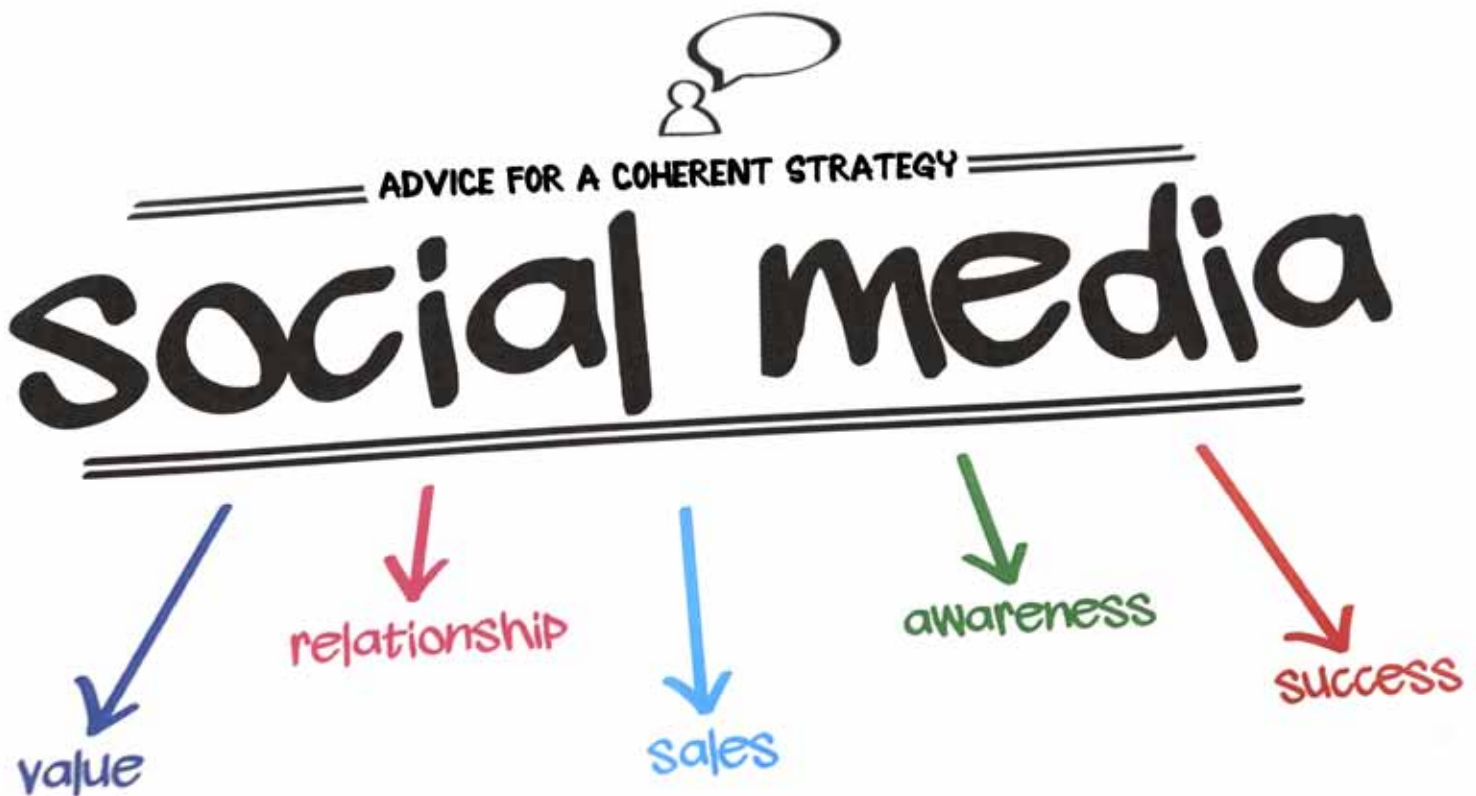 ADVICE FOR A COHERENT STRATEGY
social media
value
relationship
sales
awareness
success